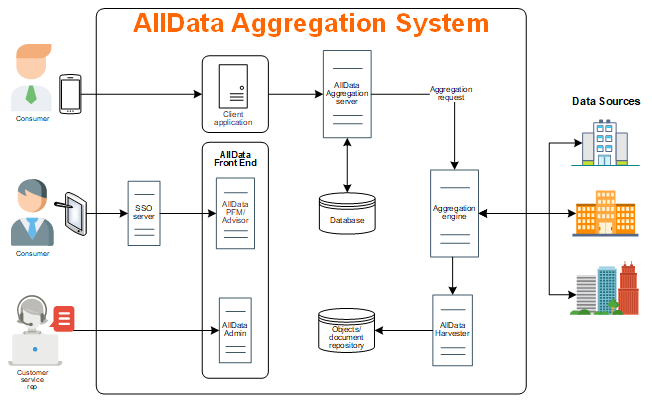 AllData Aggregation System
Consumer
Client
application
AllData
Aggregation
server
Aggregation
request
Data Sources
AllData
Front End
Consumer
SSO
server
AllData
PFM/
Advisor
Database
Aggregation
engine
Customer
service
rep
AllData
Admin
Objects/
document
repository
AllData
Harvester